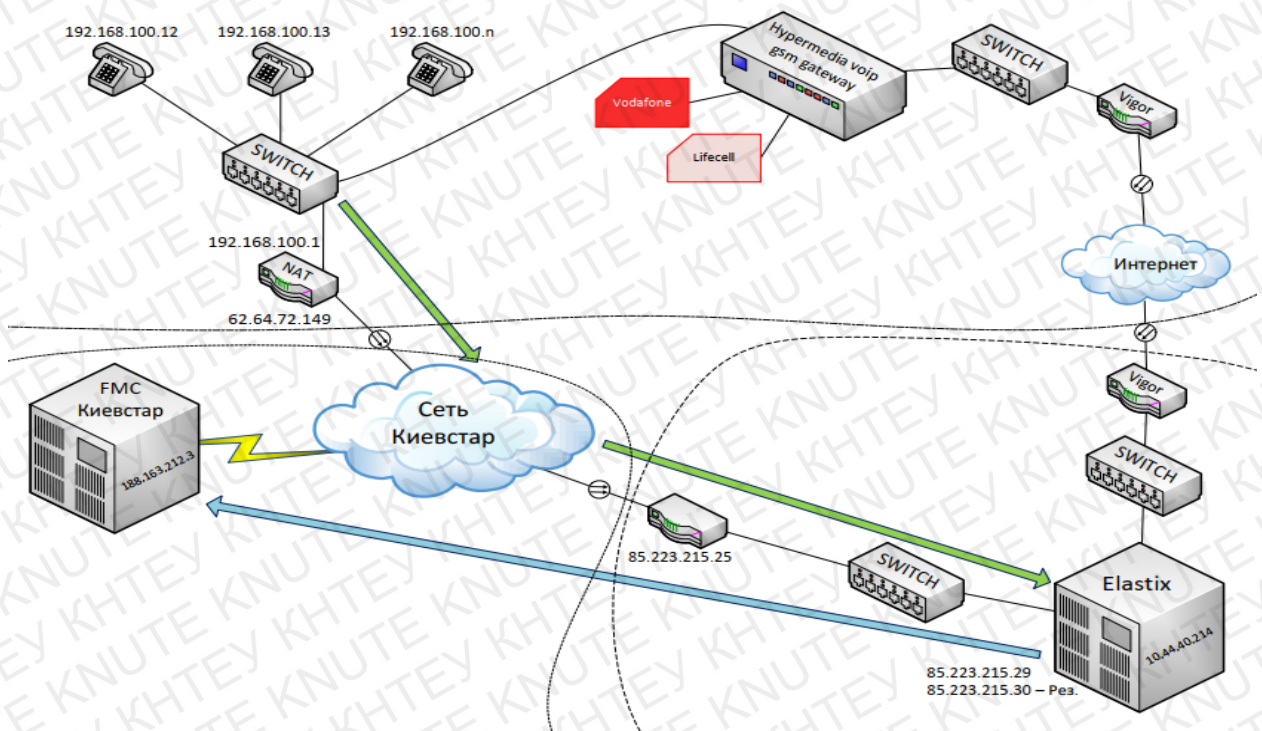 192.168.100.12
192.168.100.13
192.168.100.n
SWITCH
192.168.100.1
NAT
62.64.72.149
Hypermedia voip
gsm gateway
Vodafone
Lifecell
SWITCH
Vigor
Интернет
FMC
Киевстар
188.163.212.3
Сеть
Киевстар
85.223.215.25
SWITCH
Vigor
SWITCH
Elastix
10.44.40.214
85.223.215.29
85.223.215.30 – Рез.
KNUTE
КНТЕУ